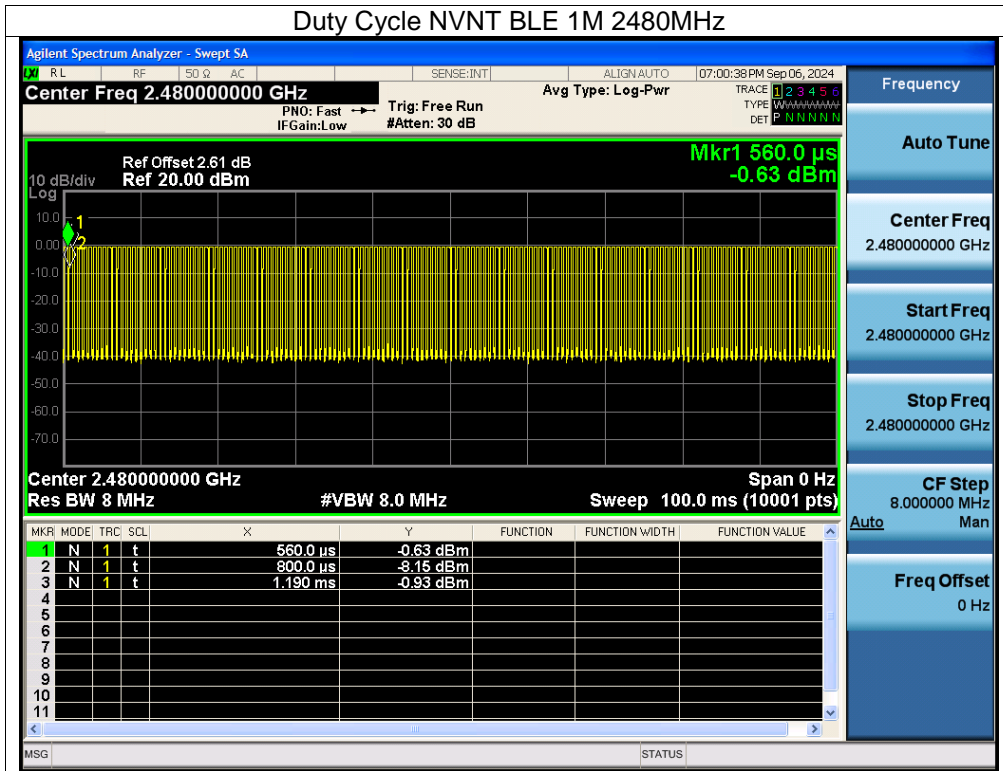 Duty Cycle NVNT BLE 1M 2480MHz
Agilent Spectrum Analyzer - Swept SA
LXI RL RF 50 Ω AC SENSE:INT ALIGN AUTO 07:00:38 PM Sep 06, 2024
Center Freq 2.480000000 GHz Avg Type: Log-Pwr TRACE 1 2 3 4 5 6
PNO: Fast Trig: Free Run TYPE WWWWWW
IFGain:Low #Atten: 30 dB DET P N N N N N
Mkr1 560.0 µs
-0.63 dBm
Ref Offset 2.61 dB
10 dB/div Ref 20.00 dBm
Log
10.0
0.00
-10.0
-20.0
-30.0
-40.0
-50.0
-60.0
-70.0
1
2
Center 2.480000000 GHz Span 0 Hz
Res BW 8 MHz #VBW 8.0 MHz Sweep 100.0 ms (10001 pts)
MKR MODE TRC SCL X Y FUNCTION FUNCTION WIDTH FUNCTION VALUE
1 N 1 t 560.0 µs -0.63 dBm
2 N 1 t 800.0 µs -8.15 dBm
3 N 1 t 1.190 ms -0.93 dBm
4
5
6
7
8
9
10
11
MSG STATUS
Frequency
Auto Tune
Center Freq
2.480000000 GHz
Start Freq
2.480000000 GHz
Stop Freq
2.480000000 GHz
CF Step
8.000000 MHz
Auto Man
Freq Offset
0 Hz